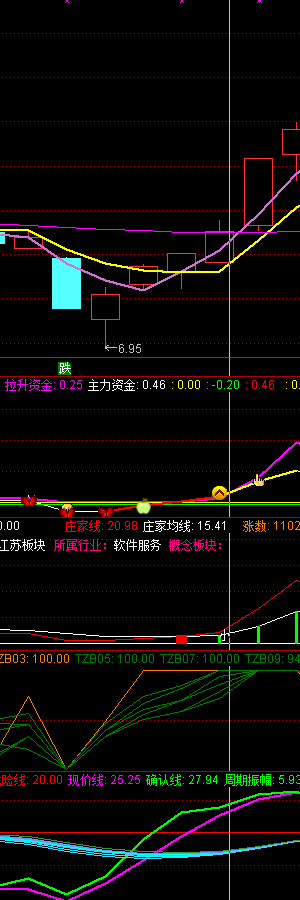 ←6.95
跌
拉升资金: 0.25 主力资金: 0.46 : 0.00 : -0.20 : 0.46 : 0.
0.00 庄家线: 20.98 庄家均线: 15.41 涨数: 1102
江苏板块 所属行业: 软件服务 概念板块:
TZB03: 100.00 TZB05: 100.00 TZB07: 100.00 TZB09: 94
险线: 20.00 现价线: 25.25 确认线: 27.94 周期振幅: 5.93